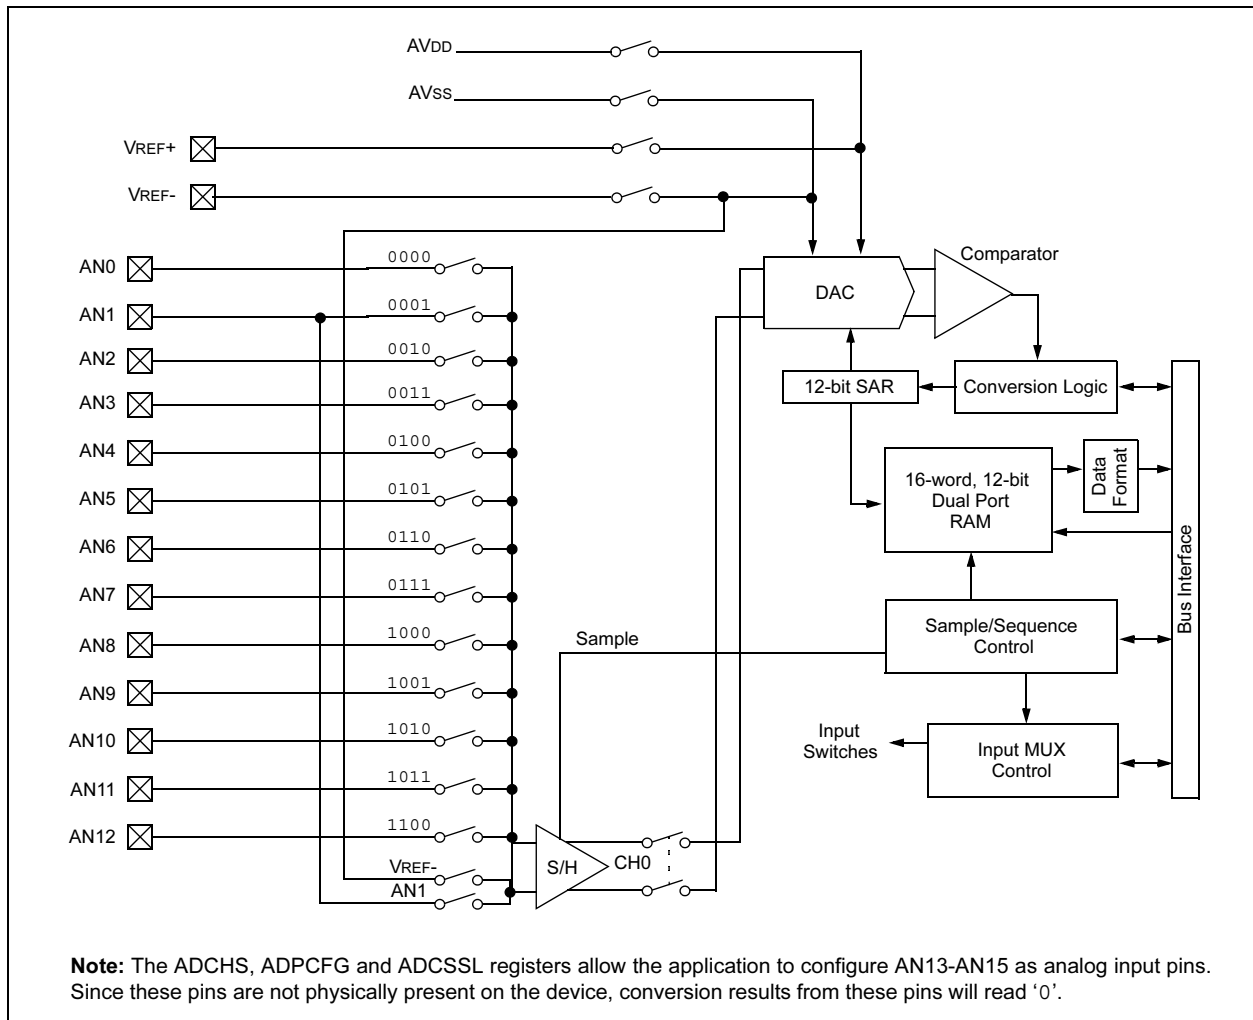 AVDD
AVSS
VREF+
VREF-
AN0
0000
AN1
0001
AN2
0010
AN3
0011
AN4
0100
AN5
0101
AN6
0110
AN7
0111
AN8
1000
AN9
1001
AN10
1010
AN11
1011
AN12
1100
VREF-
AN1
S/H
CH0
Sample
DAC
Comparator
12-bit SAR
Conversion Logic
16-word, 12-bit
Dual Port
RAM
Data
Format
Bus Interface
Sample/Sequence
Control
Input
Switches
Input MUX
Control
Note: The ADCHS, ADPCFG and ADCSSL registers allow the application to configure AN13-AN15 as analog input pins.
Since these pins are not physically present on the device, conversion results from these pins will read ‘0’.